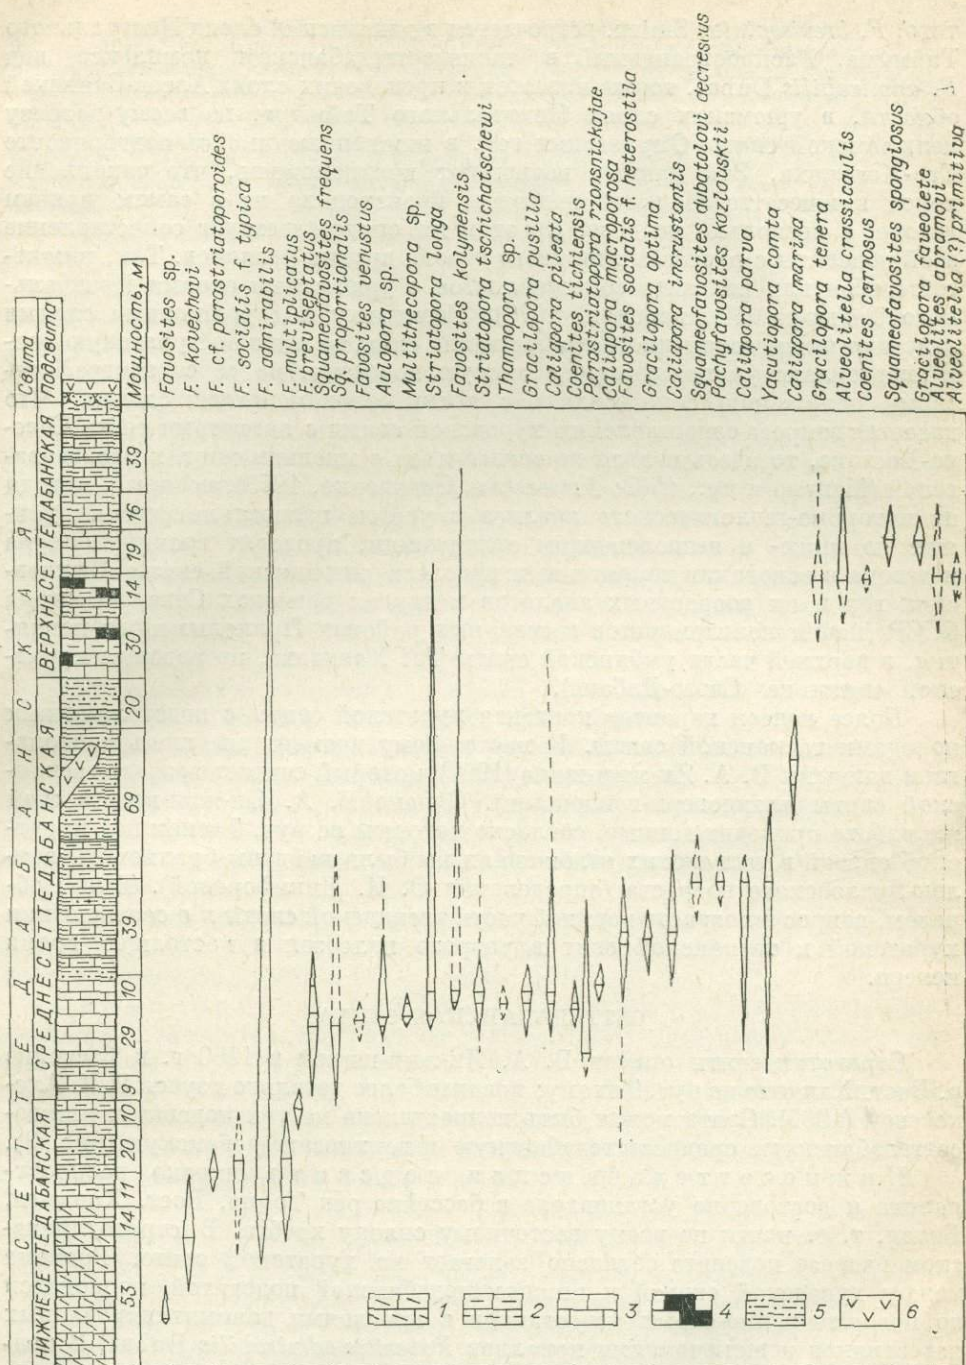 Свита
Подсвита
Мощность, м
СЕТТЕДАБАНСКАЯ
НИЖНЕСЕТТЕДАБАНСКАЯ
СРЕДНЕСЕТТЕДАБАНСКАЯ
ВЕРХНЕСЕТТЕДАБАНСКАЯ
53
14
11
20
10
9
29
10
39
69
20
30
14
19
16
39
Favosites sp.
F. kovechovi
F. cf. parastriatoporoides
F. socialis f. typica
F. admirabilis
F. multiplicatus
F. breviseptatus
Squameofavosites frequens
Sq. proportionalis
Favosites venustus
Aulopora sp.
Multithecopora sp.
Striatopora longa
Favosites kolymensis
Striatopora tschichatschewi
Thamnopora sp.
Gracilopora pusilla
Caliapora pileata
Coenites tichiensis
Parastriatopora rzonsnickajae
Caliapora macroporosa
Favosites socialis f. heterostila
Gracilopora optima
Caliapora incrustantis
Squameofavosites dubatolovi decresius
Pachyfavosites kozlowskii
Caliapora parva
Yacutiopora comta
Caliapora marina
Gracilopora tenera
Alveolitella crassicaulis
Coenites carnosus
Squameofavosites spongiosus
Gracilopora faveolete
Alveolites abramovi
Alveolitella (?) primitiva
1
2
3
4
5
6